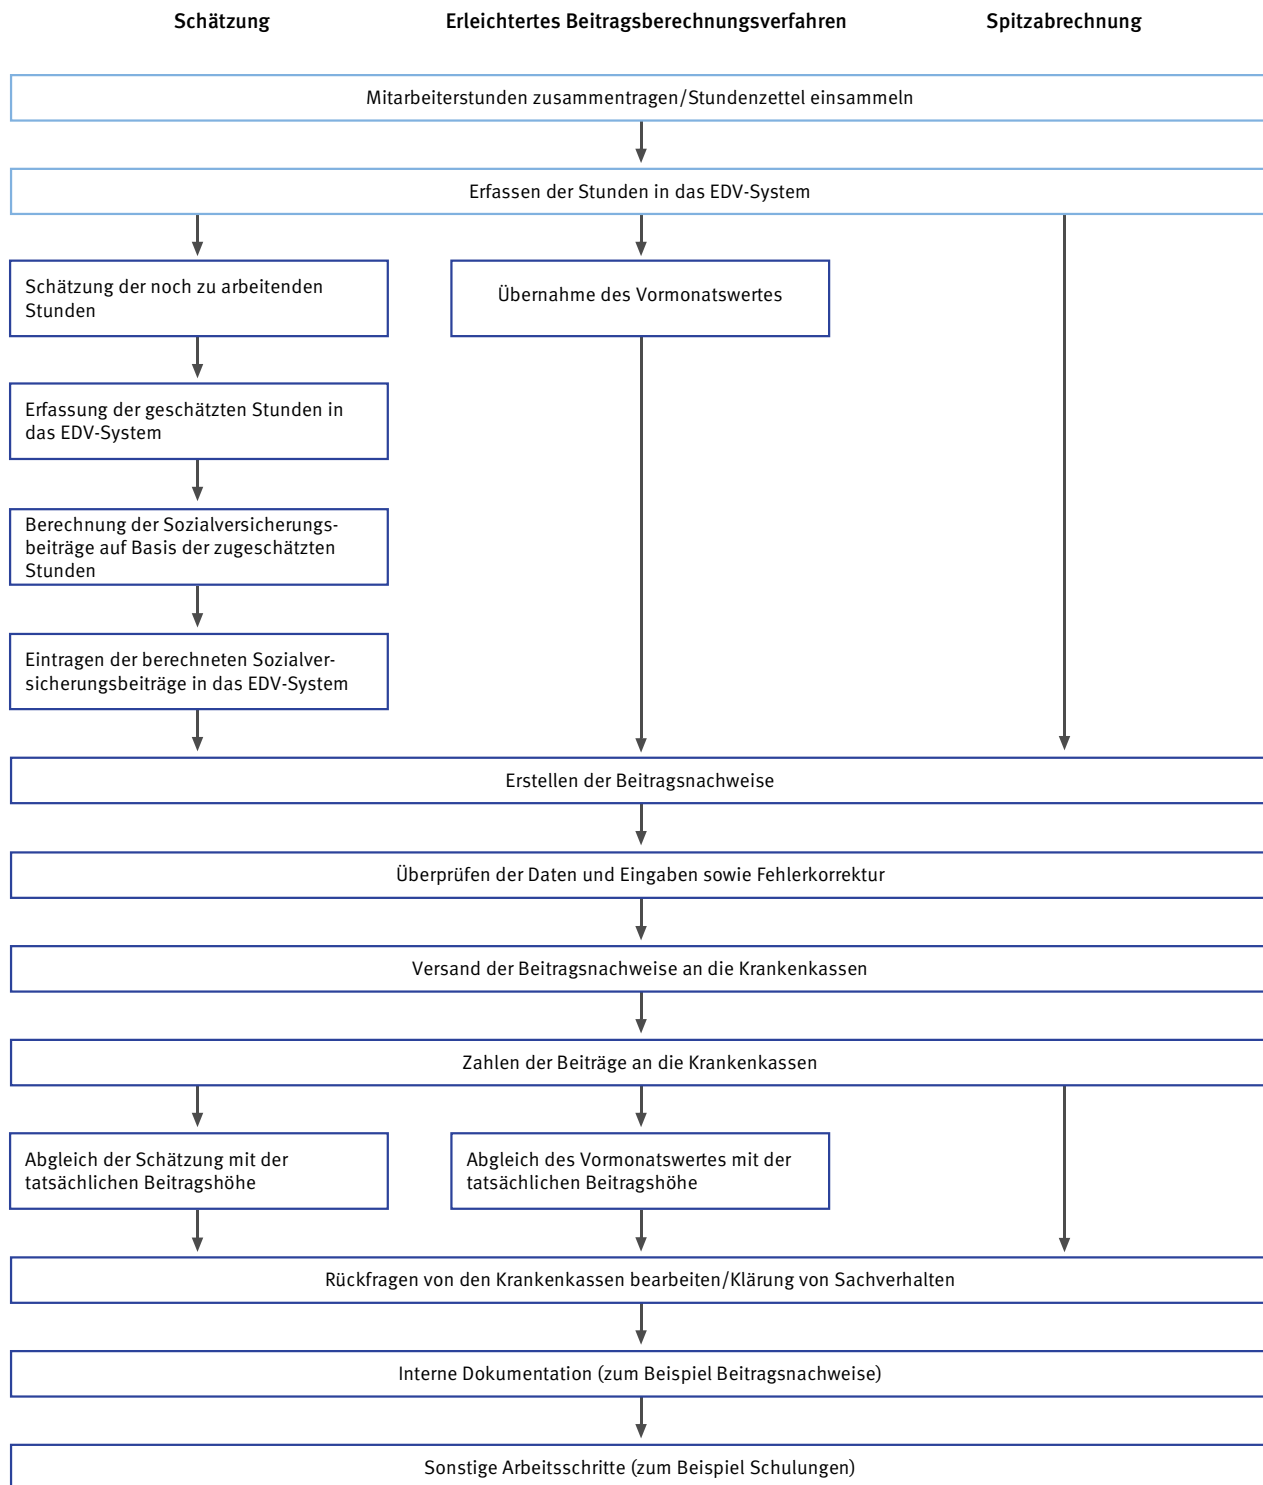 Schätzung
Erleichtertes Beitragsberechnungsverfahren
Spitzabrechnung
Mitarbeiterstunden zusammentragen/Stundenzettel einsammeln
Erfassen der Stunden in das EDV-System
Schätzung der noch zu arbeitenden
Stunden
Übernahme des Vormonatswertes
Erfassung der geschätzten Stunden in
das EDV-System
Berechnung der Sozialversicherungs-
beiträge auf Basis der zugeschätzten
Stunden
Eintragen der berechneten Sozialver-
sicherungsbeiträge in das EDV-System
Erstellen der Beitragsnachweise
Überprüfen der Daten und Eingaben sowie Fehlerkorrektur
Versand der Beitragsnachweise an die Krankenkassen
Zahlen der Beiträge an die Krankenkassen
Abgleich der Schätzung mit der
tatsächlichen Beitragshöhe
Abgleich des Vormonatswertes mit der
tatsächlichen Beitragshöhe
Rückfragen von den Krankenkassen bearbeiten/Klärung von Sachverhalten
Interne Dokumentation (zum Beispiel Beitragsnachweise)
Sonstige Arbeitsschritte (zum Beispiel Schulungen)